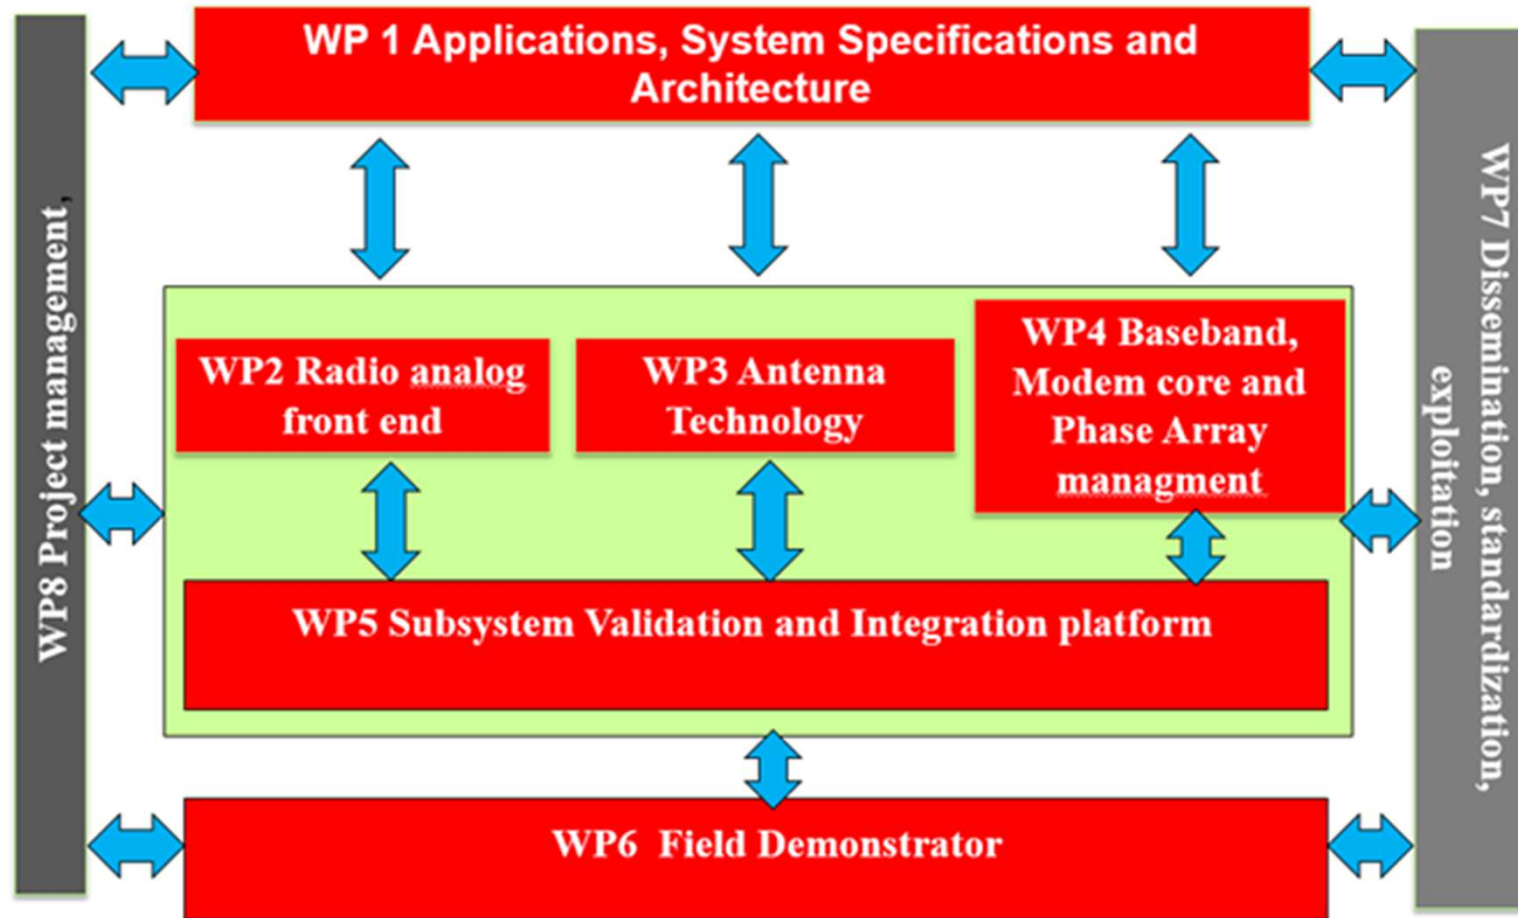 WP 1 Applications, System Specifications and
Architecture
WP8 Project management,
WP2 Radio analog
front end
WP3 Antenna
Technology
WP4 Baseband,
Modem core and
Phase Array
managment
WP5 Subsystem Validation and Integration platform
WP6 Field Demonstrator
WP7 Dissemination, standardization,
exploitation